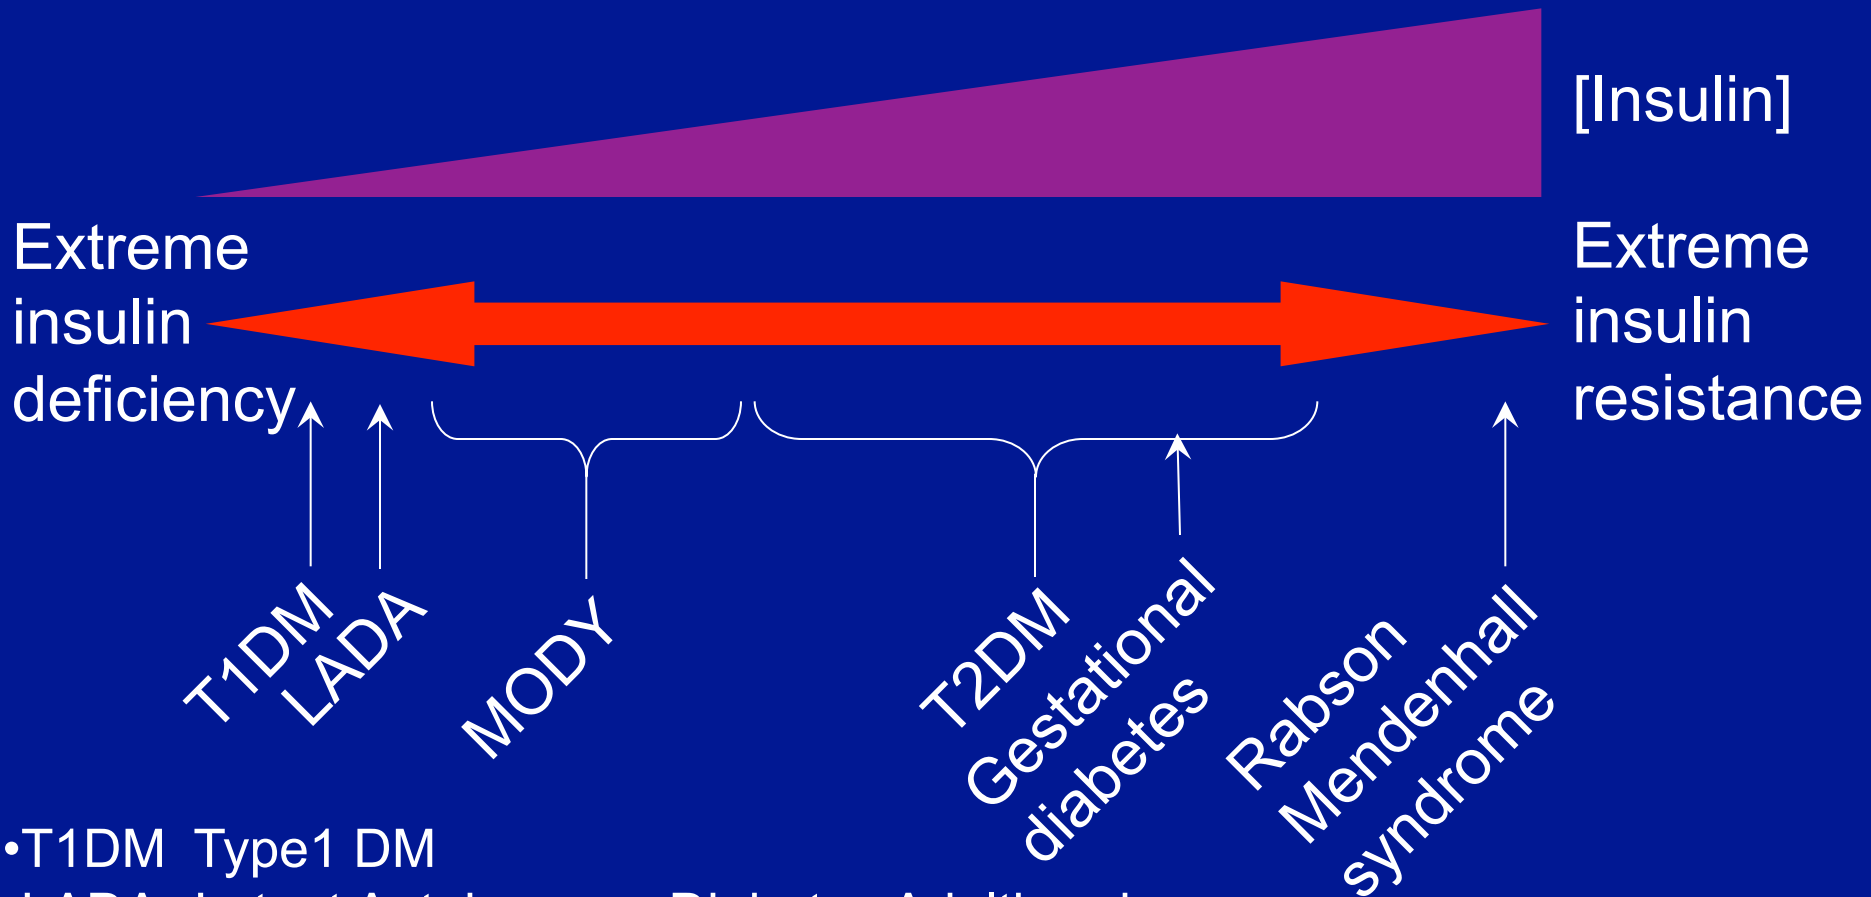 [Insulin]
Extreme
insulin
deficiency
Extreme
insulin
resistance
T1DM
LADA
MODY
T2DM
Gestational
diabetes
Rabson
Mendenhall
syndrome
•T1DM Type1 DM